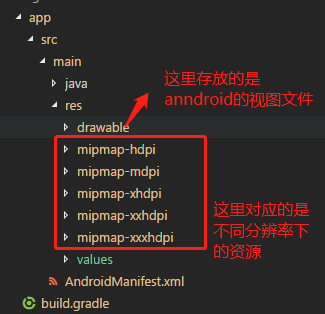 app
src
main
java
res
这里存放的是
anndroid的视图文件
drawable
mipmap-hdpi
mipmap-mdpi
mipmap-xhdpi
mipmap-xxhdpi
mipmap-xxxhdpi
这里对应的是
不同分辨率下
的资源
values
AndroidManifest.xml
build.gradle